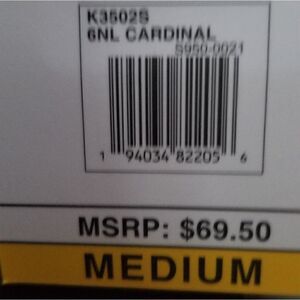 K3502S
6NL CARDINAL
S950-0021
1 94034 82205 6
MSRP: $69.50
MEDIUM